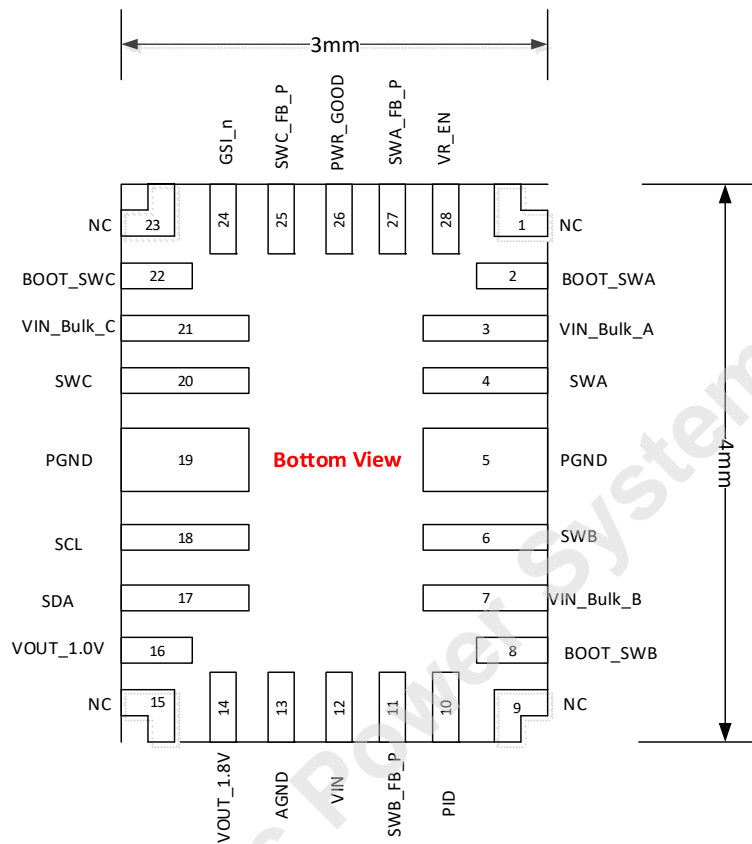 3mm
GSI_n
SWC_FB_P
PWR_GOOD
SWA_FB_P
VR_EN
24
25
26
27
28
NC
23
1
NC
BOOT_SWC
22
2
BOOT_SWA
VIN_Bulk_C
21
3
VIN_Bulk_A
SWC
20
4
SWA
PGND
19
Bottom View
5
PGND
4mm
SCL
18
6
SWB
SDA
17
7
VIN_Bulk_B
VOUT_1.0V
16
8
BOOT_SWB
NC
15
9
NC
14
13
12
11
10
VOUT_1.8V
AGND
VIN
SWB_FB_P
PID
Power System